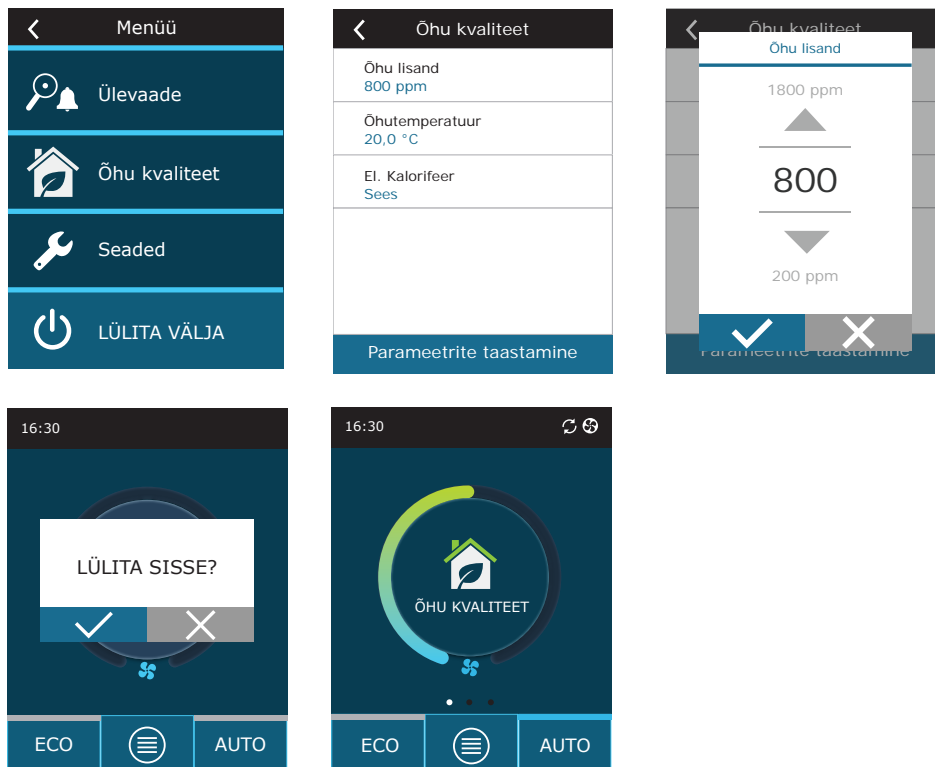 Menüü
Ülevaade
Õhu kvaliteet
Seaded
LÜLITA VÄLJA
Õhu kvaliteet
Õhu lisand
800 ppm
Õhutemperatuur
20,0 °C
El. Kalorifeer
Sees
Parameetrite taastamine
Õhu kvaliteet
Õhu lisand
1800 ppm
800
200 ppm
Parameetrite taastamine
16:30
LÜLITA SISSE?
ECO
AUTO
16:30
ÕHU KVALITEET
ECO
AUTO